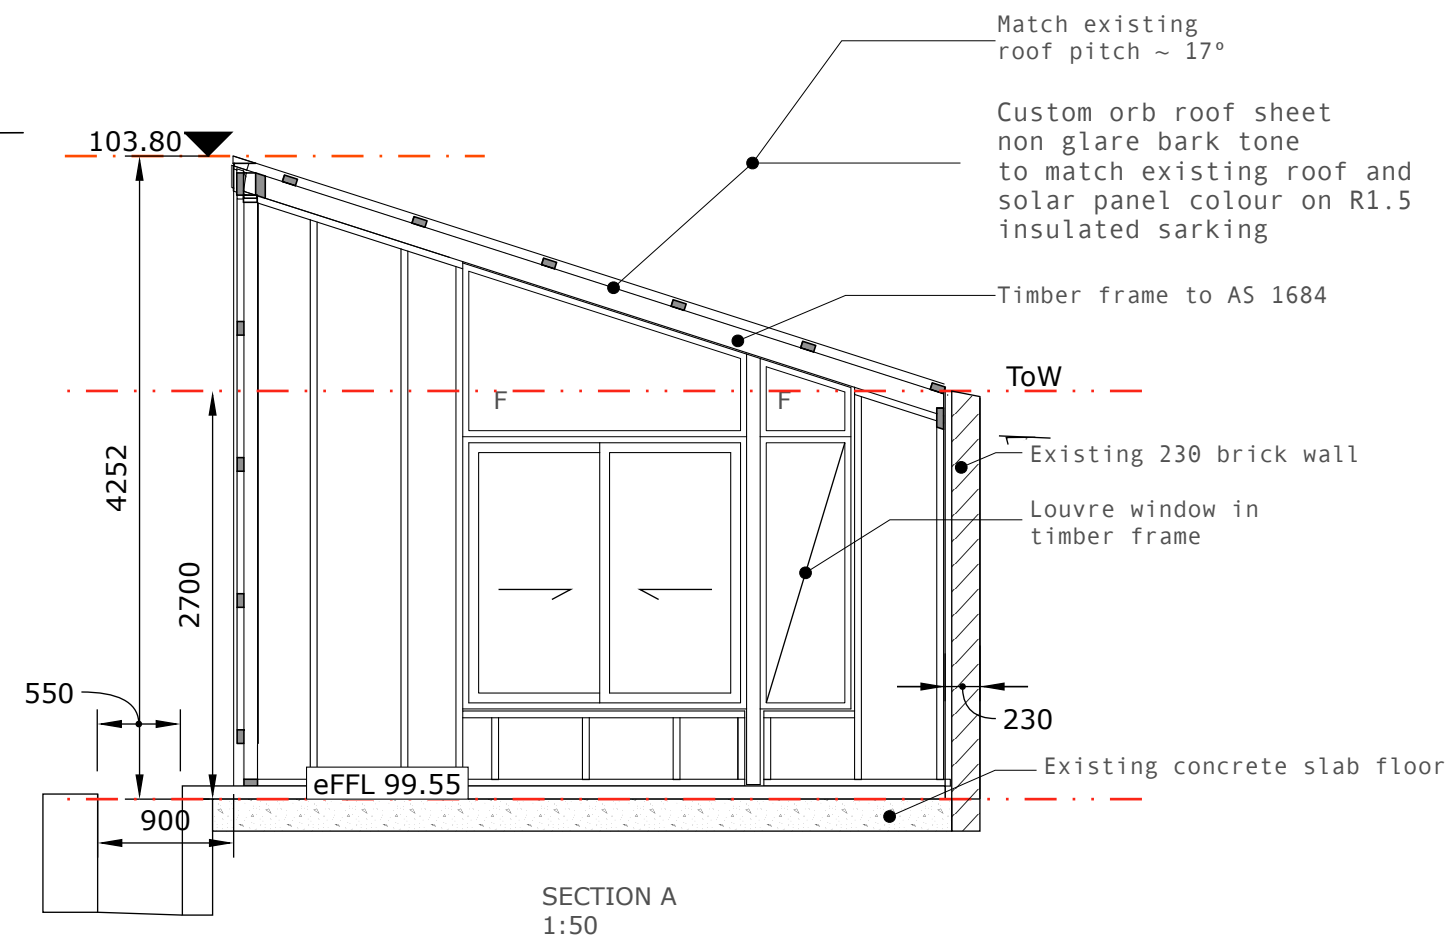 Match existing
roof pitch ~ 17º
Custom orb roof sheet
non glare bark tone
to match existing roof and
solar panel colour on R1.5
insulated sarking
103.80
Timber frame to AS 1684
ToW
F
F
4252
Existing 230 brick wall
Louvre window in
timber frame
2700
550
230
Existing concrete slab floor
eFFL 99.55
900
SECTION A
1:50